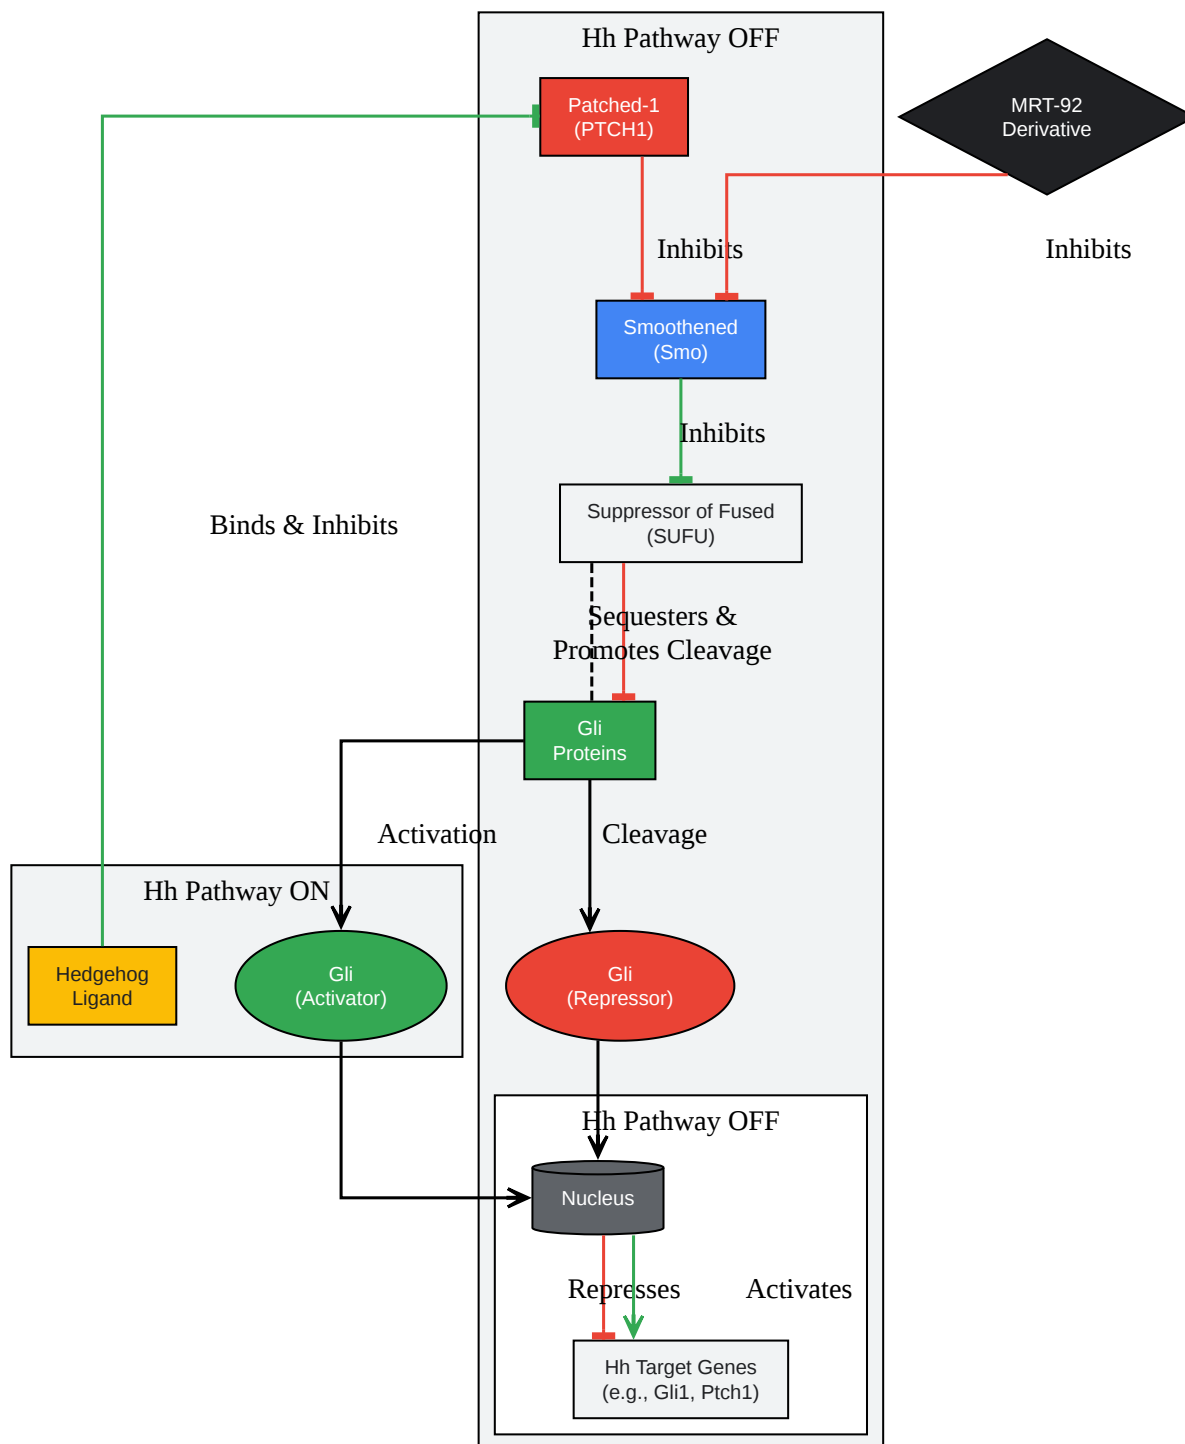 Hh Pathway OFF
Patched-1
(PTCH1)
MRT-92
Derivative
Inhibits
Inhibits
Smoothened
(Smo)
Inhibits
Suppressor of Fused
(SUFU)
Binds & Inhibits
Sequesters &
Promotes Cleavage
Gli
Proteins
Activation
Cleavage
Hh Pathway ON
Hedgehog
Ligand
Gli
(Activator)
Gli
(Repressor)
Hh Pathway OFF
Nucleus
Represses
Activates
Hh Target Genes
(e.g., Gli1, Ptch1)